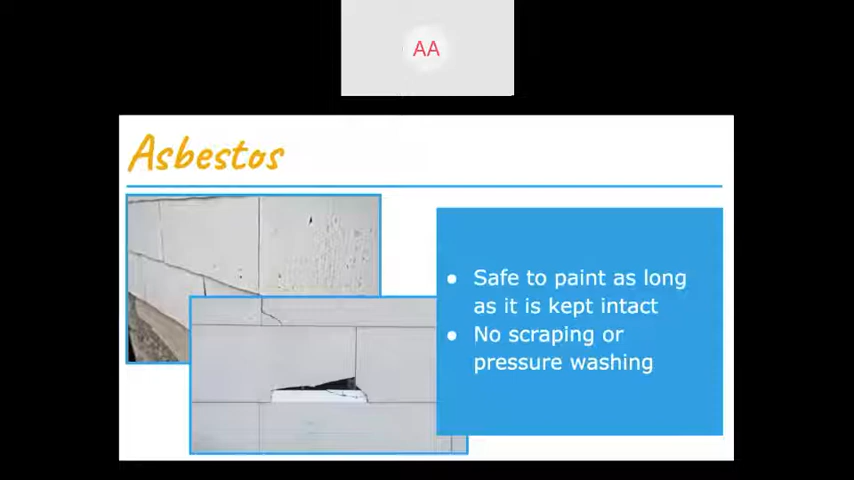 AA
Asbestos
● Safe to paint as long
as it is kept intact
● No scraping or
pressure washing